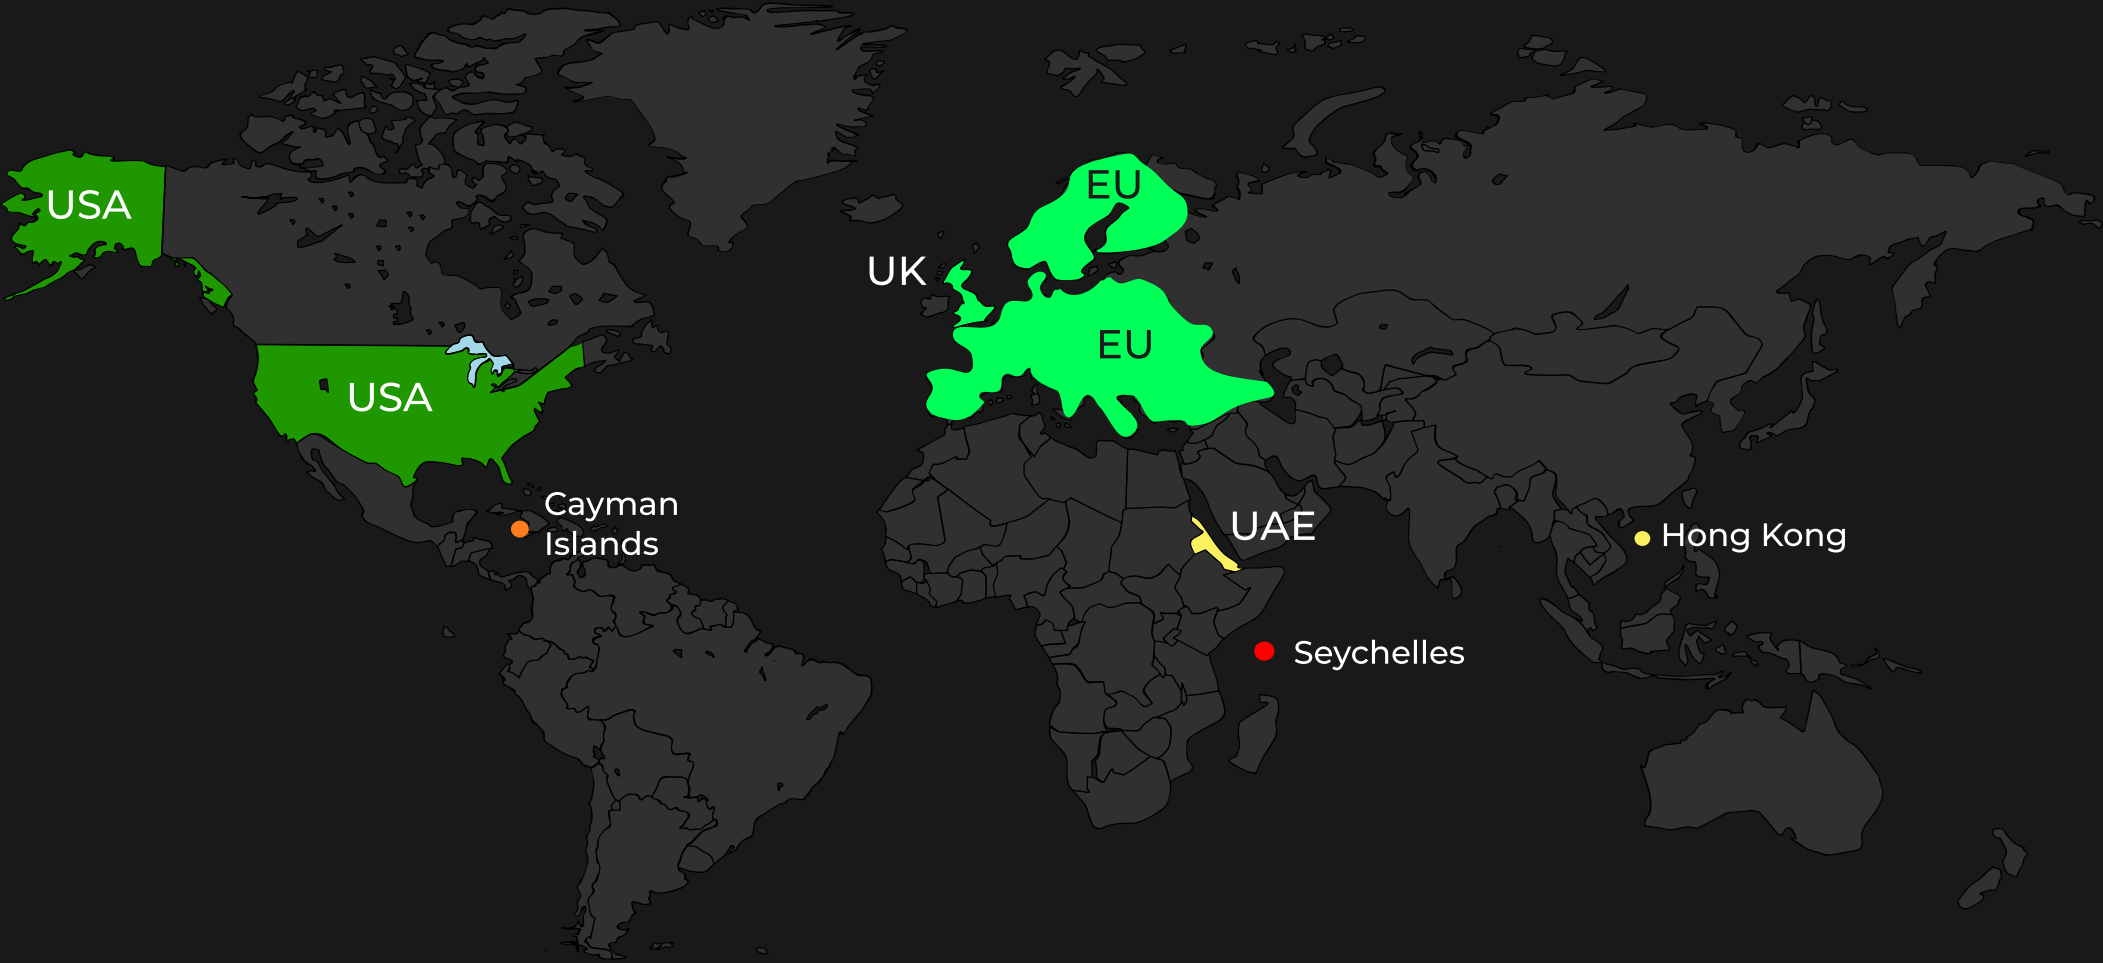 EU
USA
UK
EU
USA
Cayman
Islands
UAE
Hong Kong
Seychelles